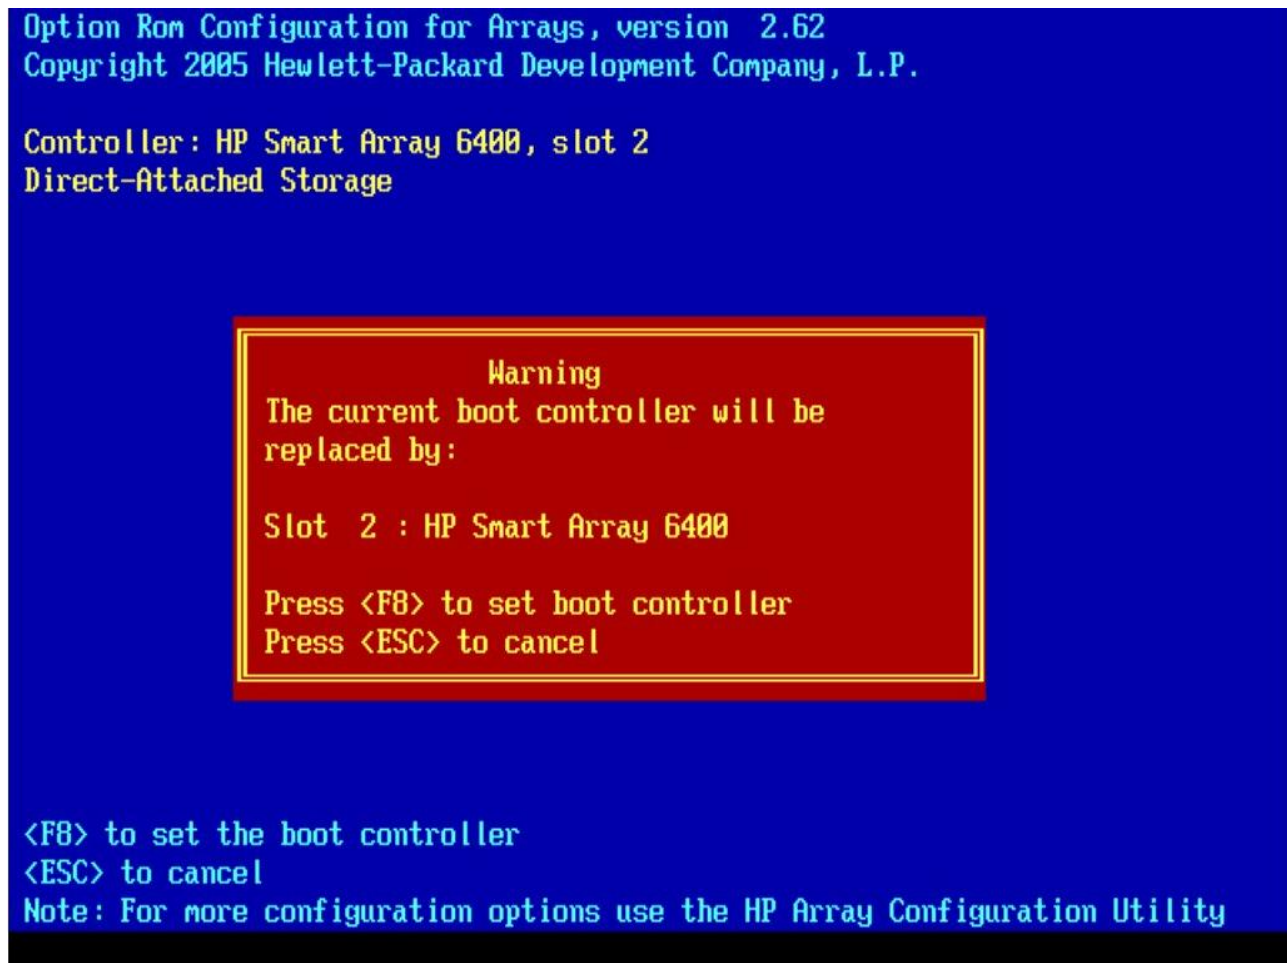 Option Rom Configuration for Arrays, version  2.62
Copyright 2005 Hewlett-Packard Development Company, L.P.
Controller: HP Smart Array 6400, slot 2
Direct-Attached Storage
Warning
The current boot controller will be
replaced by:
Slot  2 : HP Smart Array 6400
Press <F8> to set boot controller
Press <ESC> to cancel
<F8> to set the boot controller
<ESC> to cancel
Note: For more configuration options use the HP Array Configuration Utility